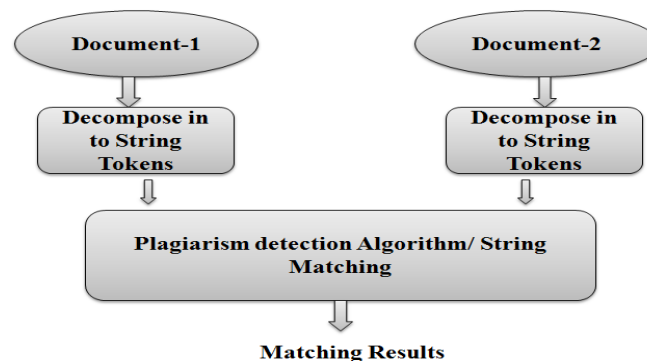 Document-1
Document-2
Decompose in
to String
Tokens
Decompose in
to String
Tokens
Plagiarism detection Algorithm/ String
Matching
Matching Results